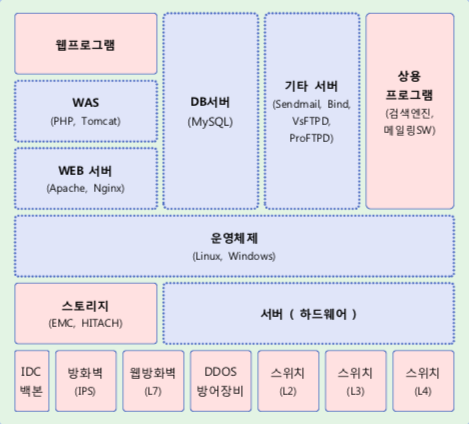 웹프로그램
WAS
(PHP, Tomcat)
WEB 서버
(Apache, Nginx)
DB서버
(MySQL)
기타 서버
(Sendmail, Bind,
VsFTPD,
ProFTPD)
상용
프로그램
(검색엔진,
메일링SW)
운영체제
(Linux, Windows)
스토리지
(EMC, HITACH)
서버 ( 하드웨어 )
IDC
백본
방화벽
(IPS)
웹방화벽
(L7)
DDOS
방어장비
스위치
(L2)
스위치
(L3)
스위치
(L4)